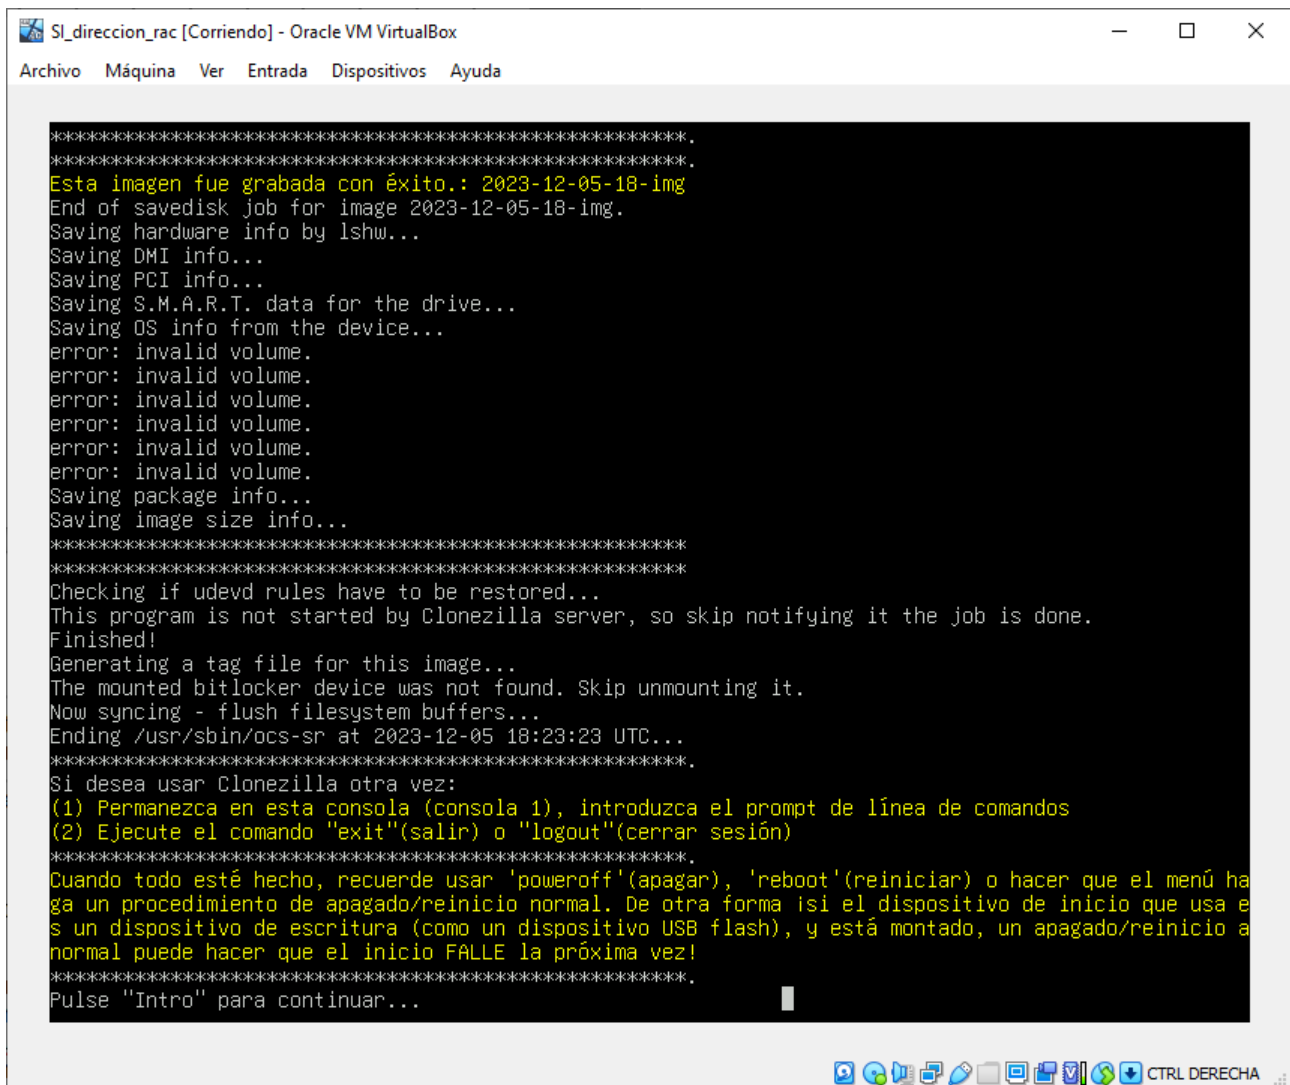 SI_direccion_rac [Corriendo] - Oracle VM VirtualBox
Archivo Máquina Ver Entrada Dispositivos Ayuda
*****************************************************.
*****************************************************.
Esta imagen fue grabada con éxito.: 2023-12-05-18-img
End of savedisk job for image 2023-12-05-18-img.
Saving hardware info by lshw...
Saving DMI info...
Saving PCI info...
Saving S.M.A.R.T. data for the drive...
Saving OS info from the device...
error: invalid volume.
error: invalid volume.
error: invalid volume.
error: invalid volume.
error: invalid volume.
error: invalid volume.
Saving package info...
Saving image size info...
*****************************************************
*****************************************************
Checking if udevd rules have to be restored...
This program is not started by Clonezilla server, so skip notifying it the job is done.
Finished!
Generating a tag file for this image...
The mounted bitlocker device was not found. Skip unmounting it.
Now syncing - flush filesystem buffers...
Ending /usr/sbin/ocs-sr at 2023-12-05 18:23:23 UTC...
*****************************************************.
Si desea usar Clonezilla otra vez:
(1) Permanezca en esta consola (consola 1), introduzca el prompt de línea de comandos
(2) Ejecute el comando "exit"(salir) o "logout"(cerrar sesión)
*****************************************************.
Cuando todo esté hecho, recuerde usar 'poweroff'(apagar), 'reboot'(reiniciar) o hacer que el menú ha
ga un procedimiento de apagado/reinicio normal. De otra forma ¡si el dispositivo de inicio que usa e
s un dispositivo de escritura (como un dispositivo USB flash), y está montado, un apagado/reinicio a
normal puede hacer que el inicio FALLE la próxima vez!
*****************************************************.
Pulse "Intro" para continuar...
CTRL DERECHA